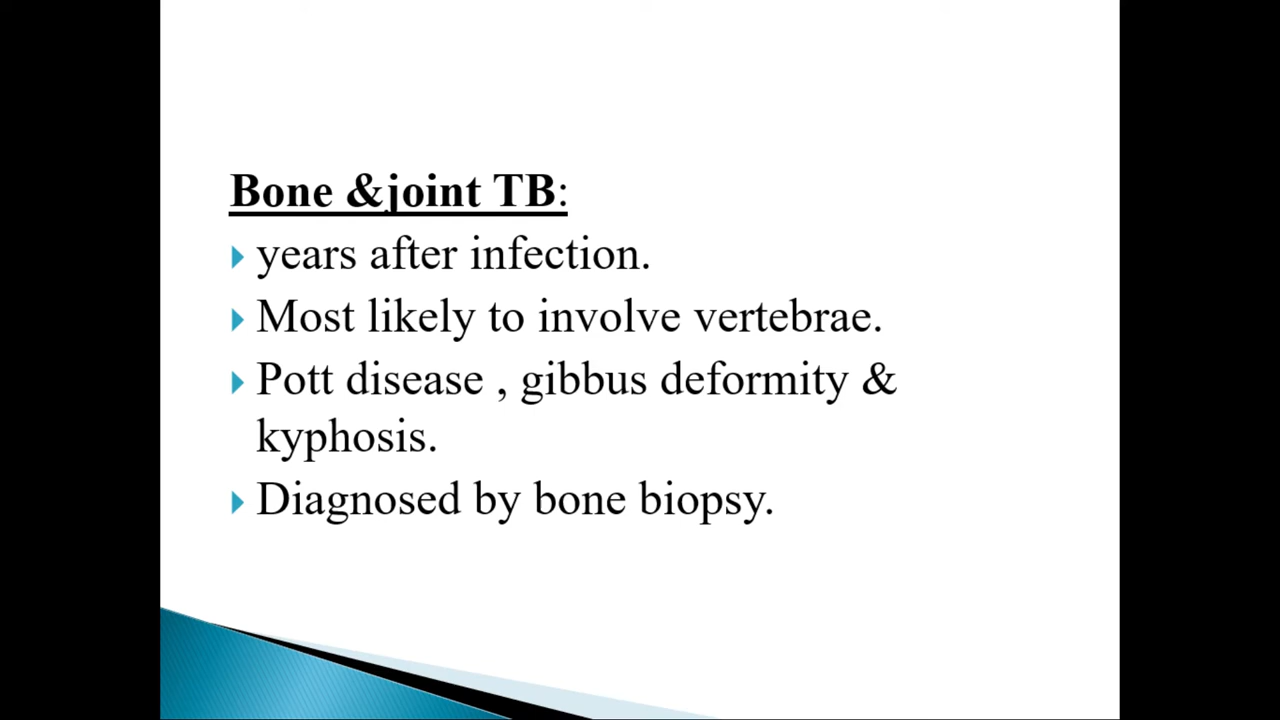 Bone &joint TB:
years after infection.
Most likely to involve vertebrae.
Pott disease , gibbus deformity &
kyphosis.
Diagnosed by bone biopsy.